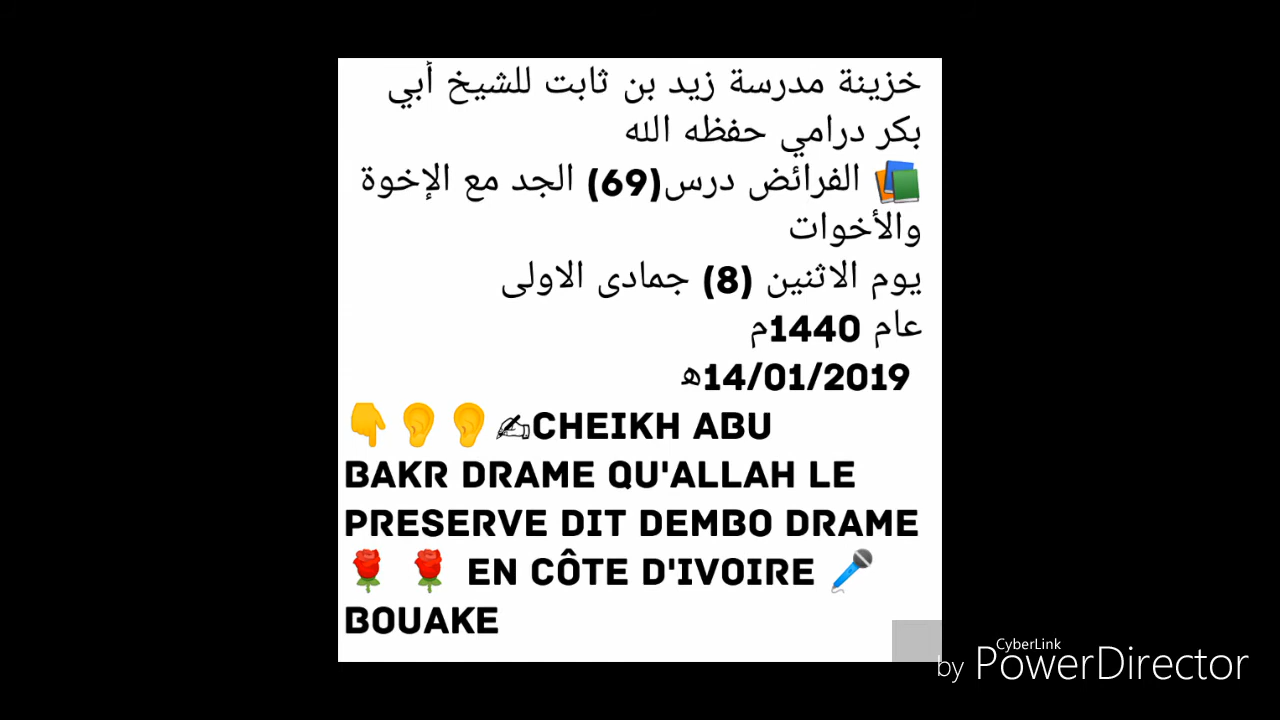 خزينة مدرسة زيد بن ثابت للشيخ أبي
بكر درامي حفظه الله
📚 الفرائض درس(69) الجد مع الإخوة
والأخوات
يوم الاثنين (8) جمادى الاولى
عام 1440م
14/01/2019ه
👇👂👂✍CHEIKH ABU
BAKR DRAME QU'ALLAH LE
PRESERVE DIT DEMBO DRAME
🌹 🌹 EN CÔTE D'IVOIRE 🎤
BOUAKE
CyberLink
by PowerDirector